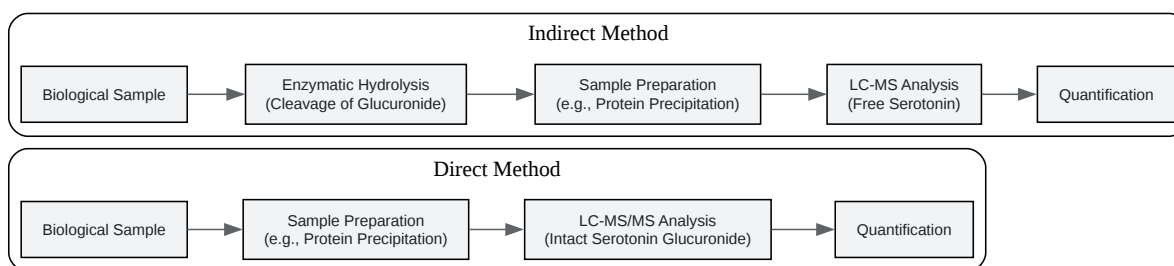 Indirect Method
Biological Sample
Enzymatic Hydrolysis
(Cleavage of Glucuronide)
Sample Preparation
(e.g., Protein Precipitation)
LC-MS Analysis
(Free Serotonin)
Quantification
Direct Method
Biological Sample
Sample Preparation
(e.g., Protein Precipitation)
LC-MS/MS Analysis
(Intact Serotonin Glucuronide)
Quantification